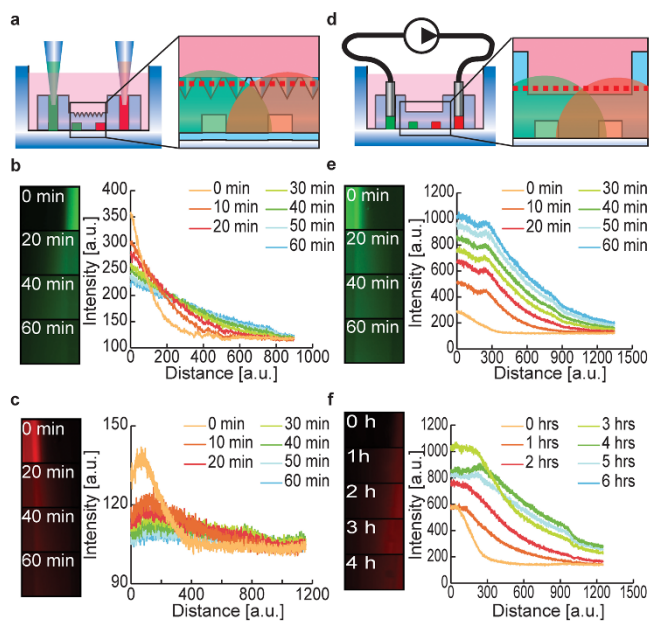 a
d
b
0 min
20 min
40 min
60 min
Intensity [a.u.]
400
350
300
250
200
150
100
0 200 400 600 800 1000
Distance [a.u.]
0 min
10 min
20 min
30 min
40 min
50 min
60 min
e
0 min
20 min
40 min
60 min
Intensity [a.u.]
1200
1000
800
600
400
200
0
0 300 600 900 1200 1500
Distance [a.u.]
0 min
10 min
20 min
30 min
40 min
50 min
60 min
c
0 min
20 min
40 min
60 min
Intensity [a.u.]
150
130
110
90
0 400 800 1200
Distance [a.u.]
0 min
10 min
20 min
30 min
40 min
50 min
60 min
f
0 h
1h
2 h
3 h
4 h
Intensity [a.u.]
1200
1000
800
600
400
200
0
0 300 600 900 1200 1500
Distance [a.u.]
0 hrs
1 hrs
2 hrs
3 hrs
4 hrs
5 hrs
6 hrs